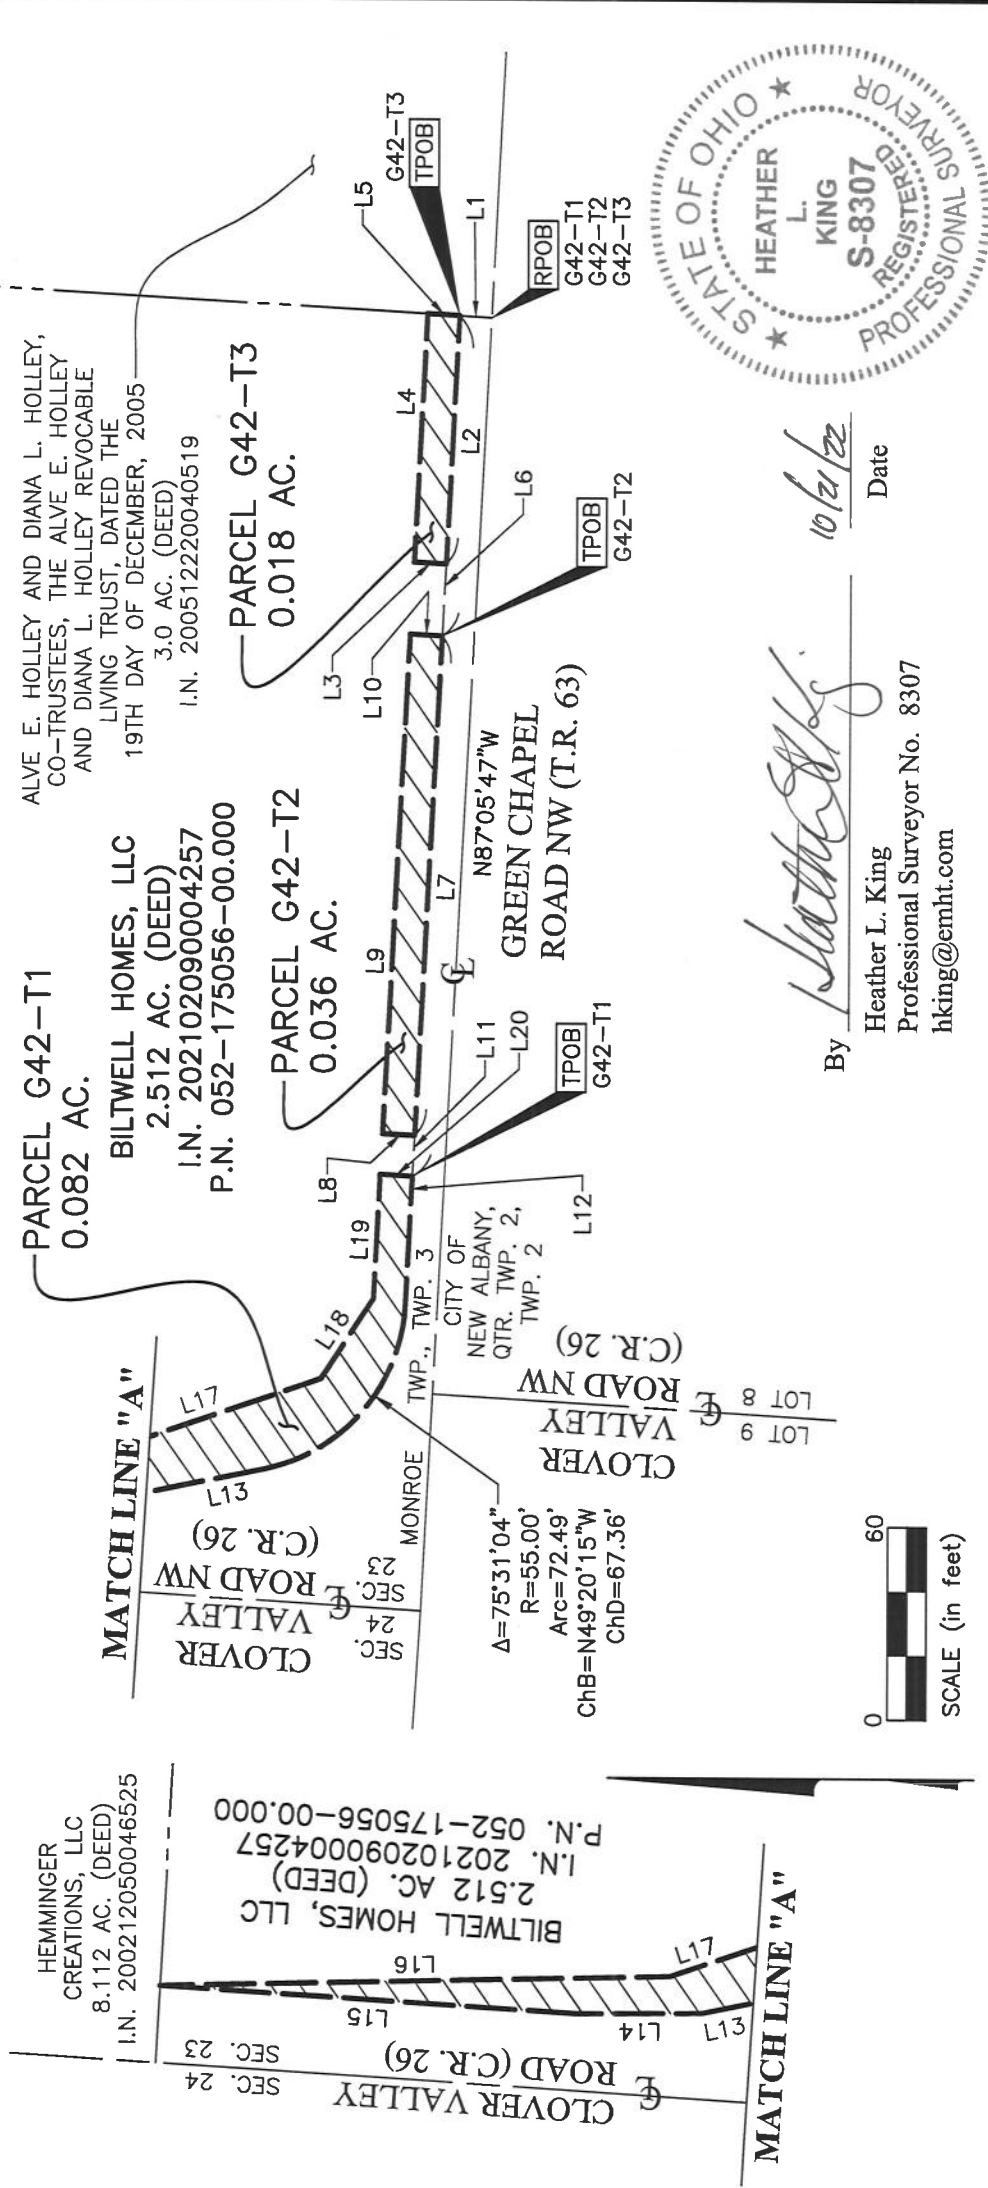 HEMMINGER
CREATIONS, LLC
8.112 AC. (DEED)
I.N. 200212050046525
SEC. 24
SEC. 23
CLOVER VALLEY
ROAD (C.R. 26)
L15
L16
L14
L13
L17
BILTWELL HOMES, LLC
2.512 AC. (DEED)
I.N. 202102090004257
P.N. 052-175056-00.000
MATCH LINE "A"
MATCH LINE "A"
CLOVER
VALLEY
ROAD NW
(C.R. 26)
SEC. 24
SEC. 23
L13
L17
L18
L19
PARCEL G42-T1
0.082 AC.
BILTWELL HOMES, LLC
2.512 AC. (DEED)
I.N. 202102090004257
P.N. 052-175056-00.000
PARCEL G42-T2
0.036 AC.
ALVE E. HOLLEY AND DIANA L. HOLLEY,
CO-TRUSTEES, THE ALVE E. HOLLEY
AND DIANA L. HOLLEY REVOCABLE
LIVING TRUST, DATED THE
19TH DAY OF DECEMBER, 2005
3.0 AC. (DEED)
I.N. 200512220040519
PARCEL G42-T3
0.018 AC.
L8
L9
L10
L3
L4
L5
TPOB
G42-T3
L1
RPOB
G42-T1
G42-T2
G42-T3
L2
L6
TPOB
G42-T2
L7
N87°05'47"W
℄
GREEN CHAPEL
ROAD NW (T.R. 63)
L11
L20
TPOB
G42-T1
L12
MONROE TWP., TWP. 3
CITY OF
NEW ALBANY,
QTR. TWP. 2,
TWP. 2
CLOVER
VALLEY
ROAD NW
(C.R. 26)
LOT 9
LOT 8
Δ=75°31'04"
R=55.00'
Arc=72.49'
ChB=N49°20'15"W
ChD=67.36'
0 60
SCALE (in feet)
By
10/21/22
Date
Heather L. King
Professional Surveyor No. 8307
hking@emht.com
STATE OF OHIO
HEATHER
L.
KING
S-8307
REGISTERED
PROFESSIONAL SURVEYOR